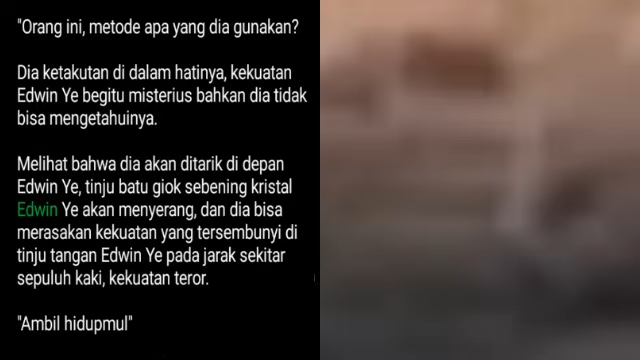 "Orang ini, metode apa yang dia gunakan?
Dia ketakutan di dalam hatinya, kekuatan
Edwin Ye begitu misterius bahkan dia tidak
bisa mengetahuinya.
Melihat bahwa dia akan ditarik di depan
Edwin Ye, tinju batu giok sebening kristal
Edwin Ye akan menyerang, dan dia bisa
merasakan kekuatan yang tersembunyi di
tinju tangan Edwin Ye pada jarak sekitar
sepuluh kaki, kekuatan teror.
"Ambil hidupmul"